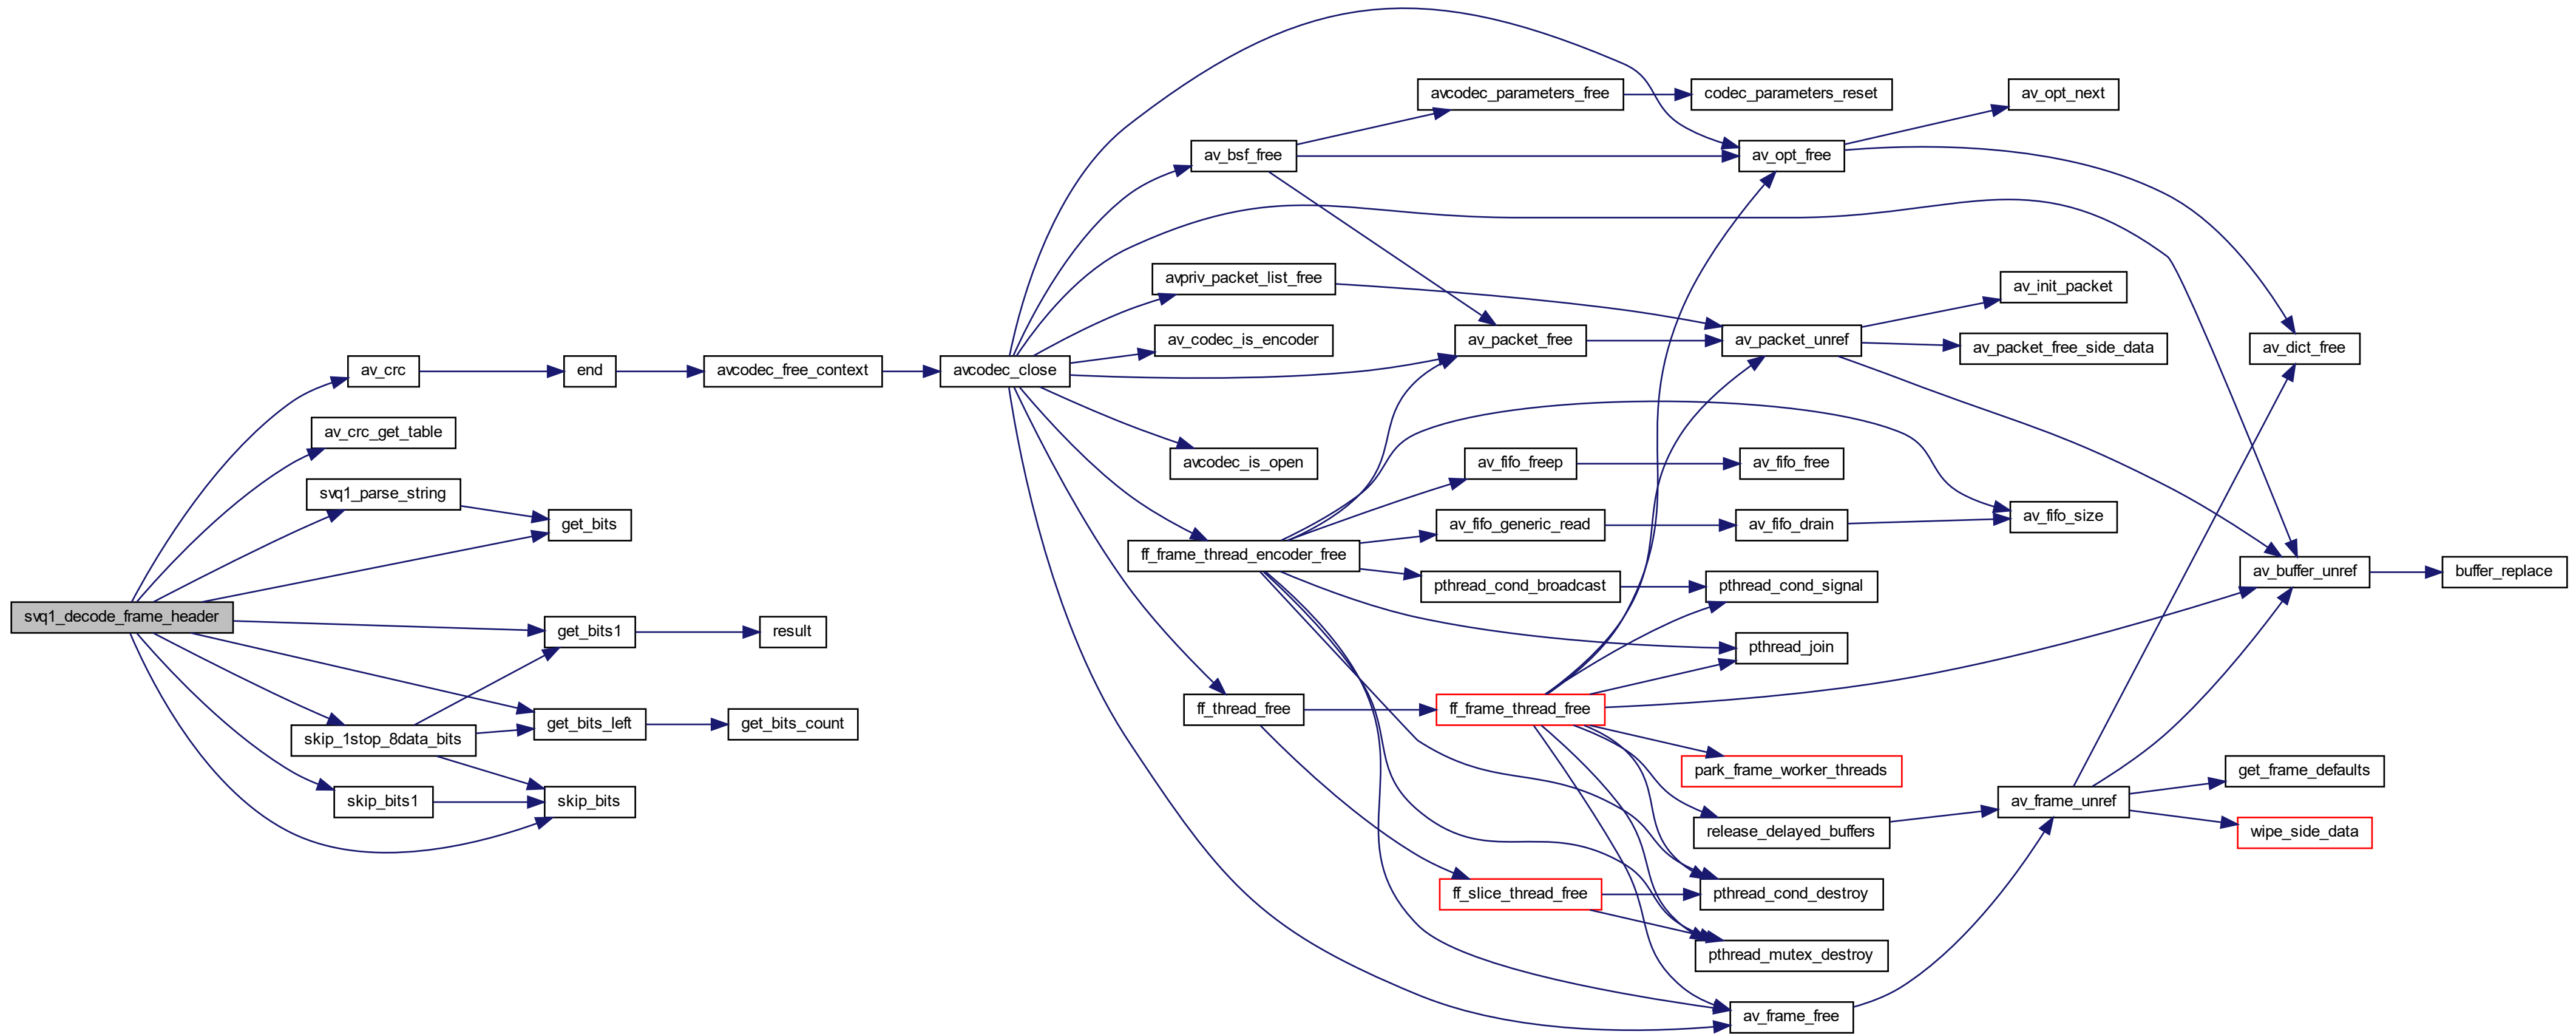 svq1_decode_frame_header
av_crc
av_crc_get_table
svq1_parse_string
get_bits
get_bits1
result
skip_1stop_8data_bits
get_bits_left
get_bits_count
skip_bits1
skip_bits
end
avcodec_free_context
avcodec_close
av_bsf_free
avcodec_parameters_free
codec_parameters_reset
av_opt_free
av_opt_next
avpriv_packet_list_free
av_codec_is_encoder
av_packet_free
av_packet_unref
av_init_packet
av_packet_free_side_data
av_dict_free
avcodec_is_open
ff_frame_thread_encoder_free
av_fifo_freep
av_fifo_free
av_fifo_generic_read
av_fifo_drain
av_fifo_size
pthread_cond_broadcast
pthread_cond_signal
pthread_join
av_buffer_unref
buffer_replace
ff_thread_free
ff_frame_thread_free
park_frame_worker_threads
release_delayed_buffers
av_frame_unref
get_frame_defaults
wipe_side_data
ff_slice_thread_free
pthread_cond_destroy
pthread_mutex_destroy
av_frame_free